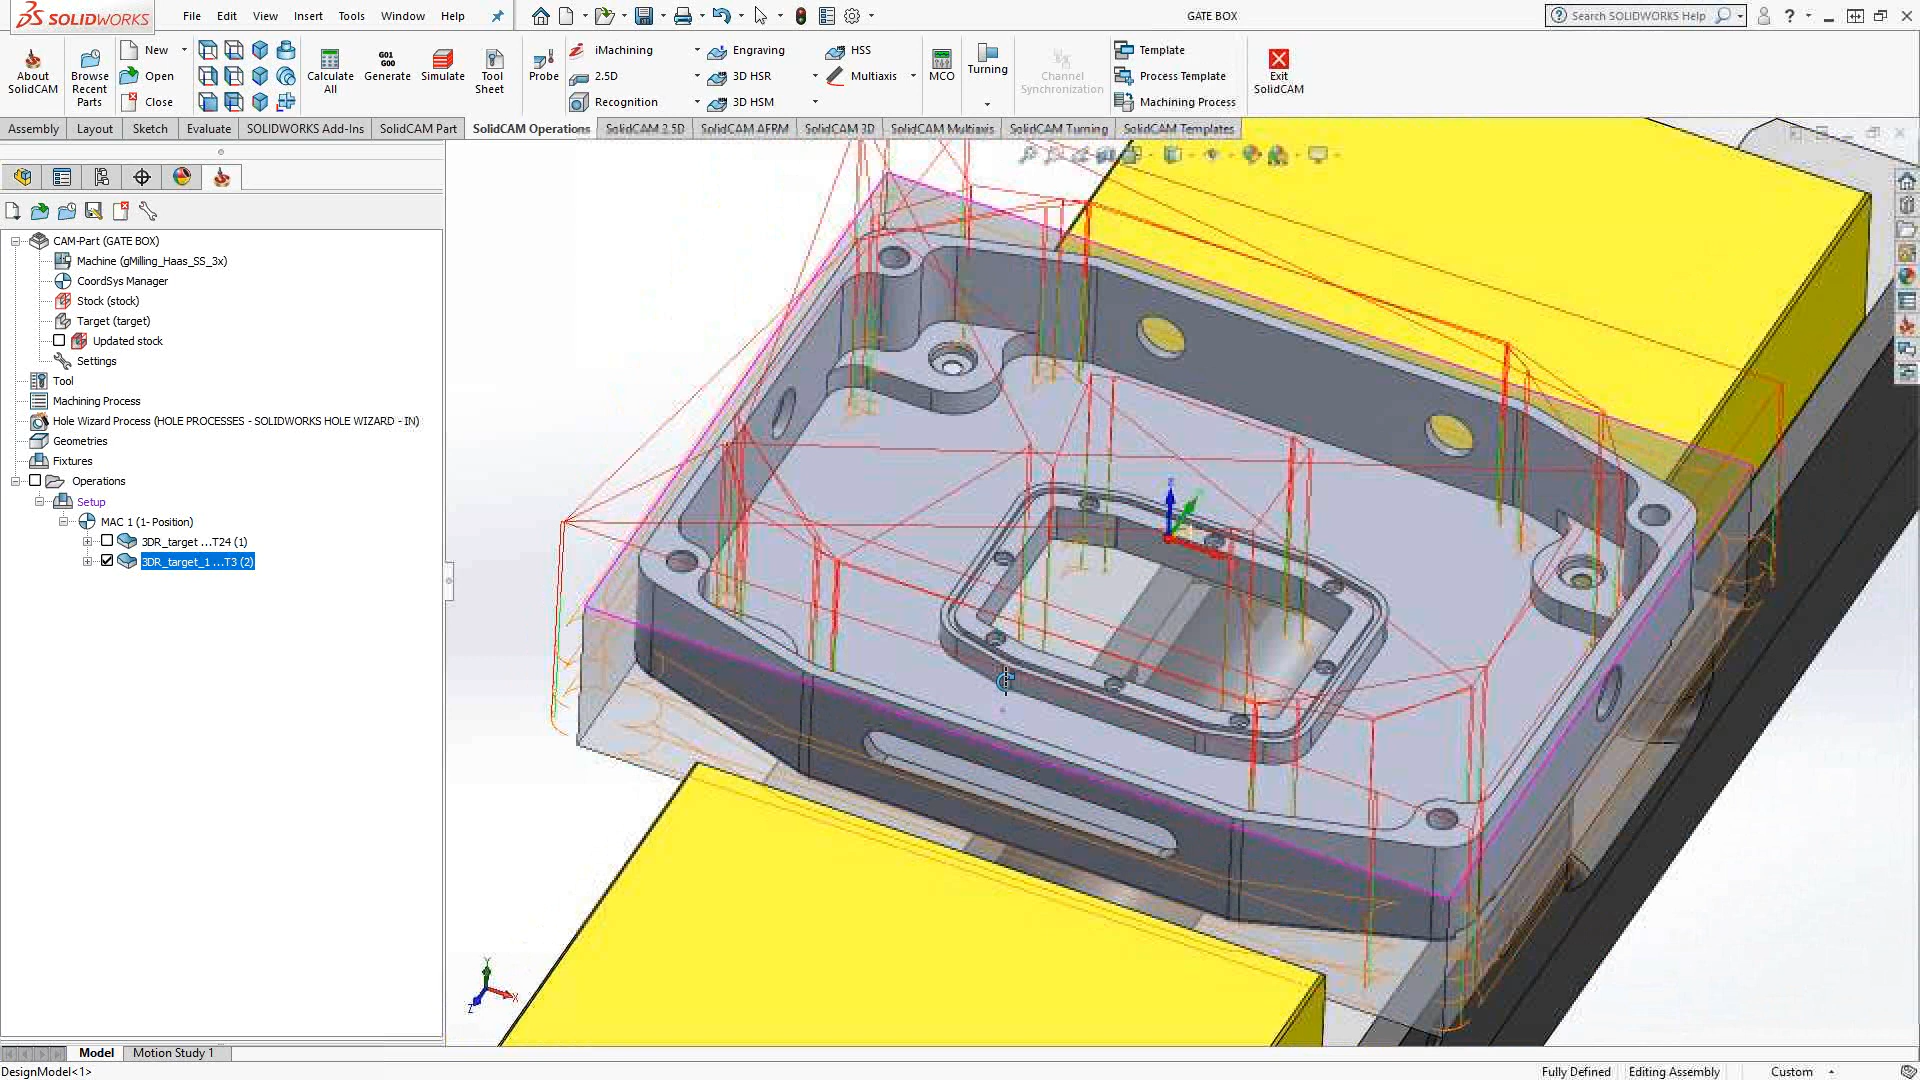 SOLIDWORKS File Edit View Insert Tools Window Help GATE BOX Search SOLIDWORKS Help ?
About SolidCAM
Browse Recent Parts
New
Open
Close
Calculate All
G01 G00
Generate
Simulate
Tool Sheet
Probe
iMachining
2.5D
Recognition
Engraving
3D HSR
3D HSM
HSS
Multiaxis
MCO
Turning
Channel Synchronization
Template
Process Template
Machining Process
Exit SolidCAM
Assembly Layout Sketch Evaluate SOLIDWORKS Add-Ins SolidCAM Part SolidCAM Operations SolidCAM 2.5D SolidCAM AFRM SolidCAM 3D SolidCAM Multiaxis SolidCAM Turning SolidCAM Templates
CAM-Part (GATE BOX)
Machine (gMilling_Haas_SS_3x)
CoordSys Manager
Stock (stock)
Target (target)
Updated stock
Settings
Tool
Machining Process
Hole Wizard Process (HOLE PROCESSES - SOLIDWORKS HOLE WIZARD - IN)
Geometries
Fixtures
Operations
Setup
MAC 1 (1- Position)
3DR_target ...T24 (1)
3DR_target_1 ...T3 (2)
Y
X
Z
Model Motion Study 1
DesignModel<1> Fully Defined Editing Assembly Custom